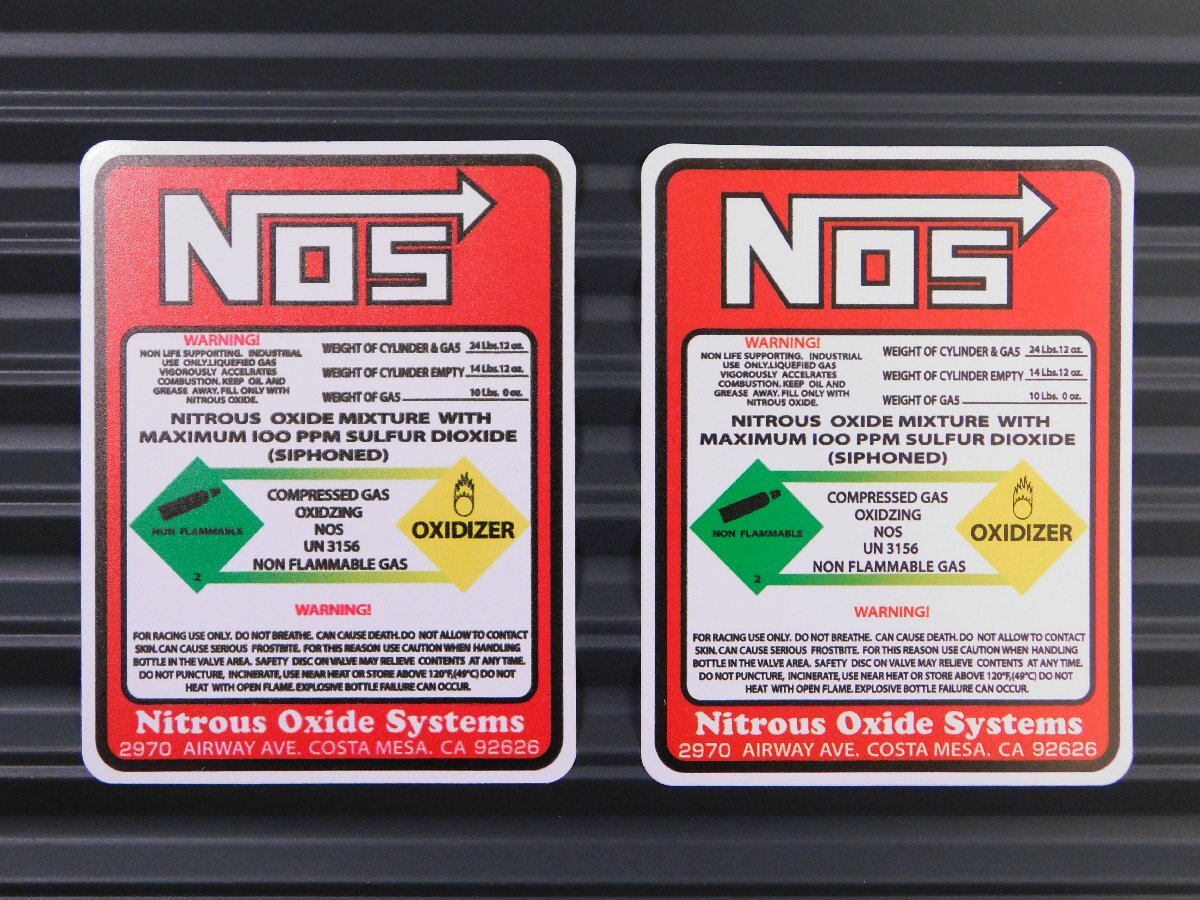 NOS
WARNING!
NON LIFE SUPPORTING. INDUSTRIAL
USE ONLY.LIQUEFIED GAS
VIGOROUSLY ACCELRATES
COMBUSTION. KEEP OIL AND
GREASE AWAY. FILL ONLY WITH
NITROUS OXIDE.
WEIGHT OF CYLINDER & GAS 24 Lbs.12 oz.
WEIGHT OF CYLINDER EMPTY 14 Lbs.12 oz.
WEIGHT OF GAS 10 Lbs. 0 oz.
NITROUS OXIDE MIXTURE WITH
MAXIMUM 100 PPM SULFUR DIOXIDE
(SIPHONED)
NON FLAMMABLE
2
COMPRESSED GAS
OXIDZING
NOS
UN 3156
NON FLAMMABLE GAS
OXIDIZER
WARNING!
FOR RACING USE ONLY. DO NOT BREATHE. CAN CAUSE DEATH.DO NOT ALLOW TO CONTACT
SKIN. CAN CAUSE SERIOUS FROSTBITE. FOR THIS REASON USE CAUTION WHEN HANDLING
BOTTLE IN THE VALVE AREA. SAFETY DISC ON VALVE MAY RELIEVE CONTENTS AT ANY TIME.
DO NOT PUNCTURE, INCINERATE, USE NEAR HEAT OR STORE ABOVE 120°F,(49°C) DO NOT
HEAT WITH OPEN FLAME. EXPLOSIVE BOTTLE FAILURE CAN OCCUR.
Nitrous Oxide Systems
2970 AIRWAY AVE. COSTA MESA. CA 92626
NOS
WARNING!
NON LIFE SUPPORTING. INDUSTRIAL
USE ONLY.LIQUEFIED GAS
VIGOROUSLY ACCELRATES
COMBUSTION. KEEP OIL AND
GREASE AWAY. FILL ONLY WITH
NITROUS OXIDE.
WEIGHT OF CYLINDER & GAS 24 Lbs.12 oz.
WEIGHT OF CYLINDER EMPTY 14 Lbs.12 oz.
WEIGHT OF GAS 10 Lbs. 0 oz.
NITROUS OXIDE MIXTURE WITH
MAXIMUM 100 PPM SULFUR DIOXIDE
(SIPHONED)
NON FLAMMABLE
2
COMPRESSED GAS
OXIDZING
NOS
UN 3156
NON FLAMMABLE GAS
OXIDIZER
WARNING!
FOR RACING USE ONLY. DO NOT BREATHE. CAN CAUSE DEATH.DO NOT ALLOW TO CONTACT
SKIN. CAN CAUSE SERIOUS FROSTBITE. FOR THIS REASON USE CAUTION WHEN HANDLING
BOTTLE IN THE VALVE AREA. SAFETY DISC ON VALVE MAY RELIEVE CONTENTS AT ANY TIME.
DO NOT PUNCTURE, INCINERATE, USE NEAR HEAT OR STORE ABOVE 120°F,(49°C) DO NOT
HEAT WITH OPEN FLAME. EXPLOSIVE BOTTLE FAILURE CAN OCCUR.
Nitrous Oxide Systems
2970 AIRWAY AVE. COSTA MESA. CA 92626